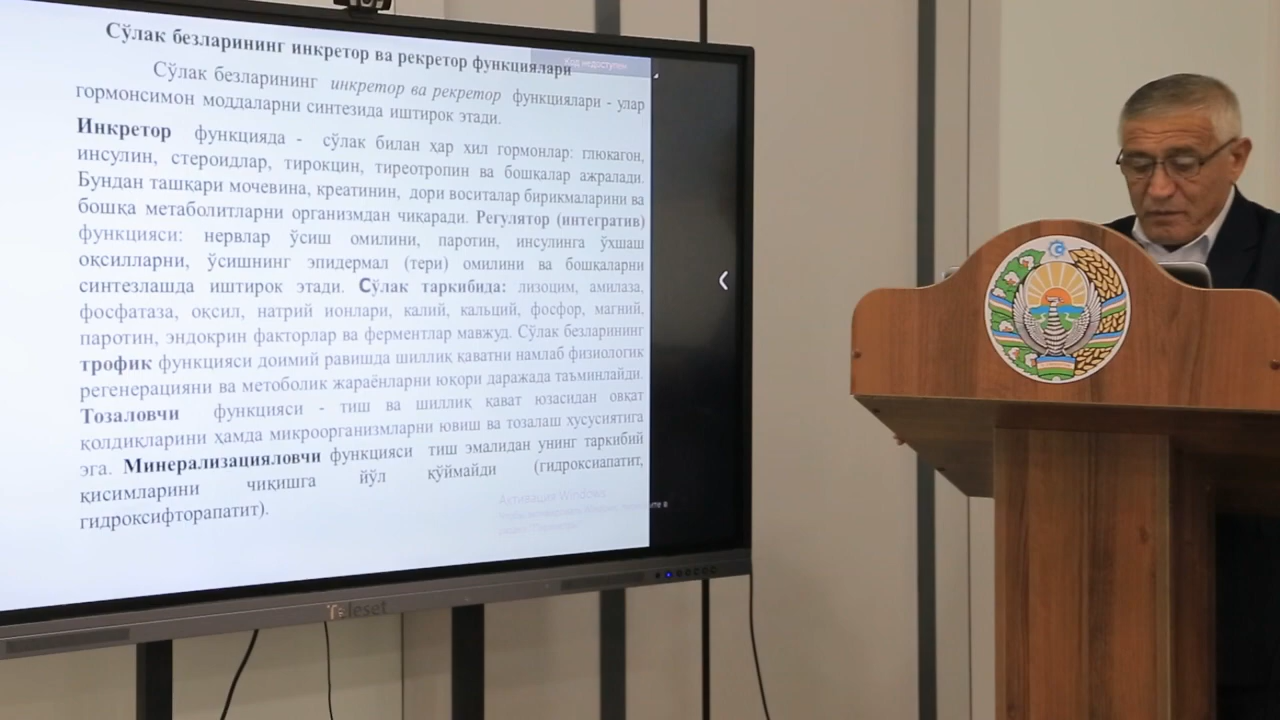 Сўлак безларининг инкретор ва рекретор функциялари
Сўлак безларининг инкретор ва рекретор функциялари - улар
гормонсимон моддаларни синтезида иштирок этади.
Инкретор функцияда - сўлак билан ҳар хил гормонлар: глюкагон,
инсулин, стероидлар, тирокцин, тиреотропин ва бошкалар ажралади.
Бундан ташқари мочевина, креатинин, дори воситалар бирикмаларини ва
бошқа метаболитларни организмдан чиқаради. Регулятор (интегратив)
функцияси: нервлар ўсиш омилини, паротин, инсулинга ўхшаш
оқсилларни, ўсишнинг эпидермал (тери) омилини ва бошкаларни
синтезлашда иштирок этади. Сўлак таркибида: лизоцим, амилаза,
фосфатаза, оқсил, натрий ионлари, калий, кальций, фосфор, магний,
паротин, эндокрин факторлар ва ферментлар мавжуд. Сўлак безларининг
трофик функцияси доимий равишда шиллиқ қаватни намлаб физиологик
регенерацияни ва метоболик жараёнларни юқори даражада таъминлайди.
Тозаловчи функцияси - тиш ва шиллиқ қават юзасидан овқат
қолдиқларини ҳамда микроорганизмларни ювиш ва тозалаш хусусиятига
эга. Минерализацияловчи функцияси тиш эмалидан унинг таркибий
қисимларини чиқишга йўл қўймайди (гидроксиапатит,
гидроксифторапатит).
Код недоступен
Активация Windows
Teleset